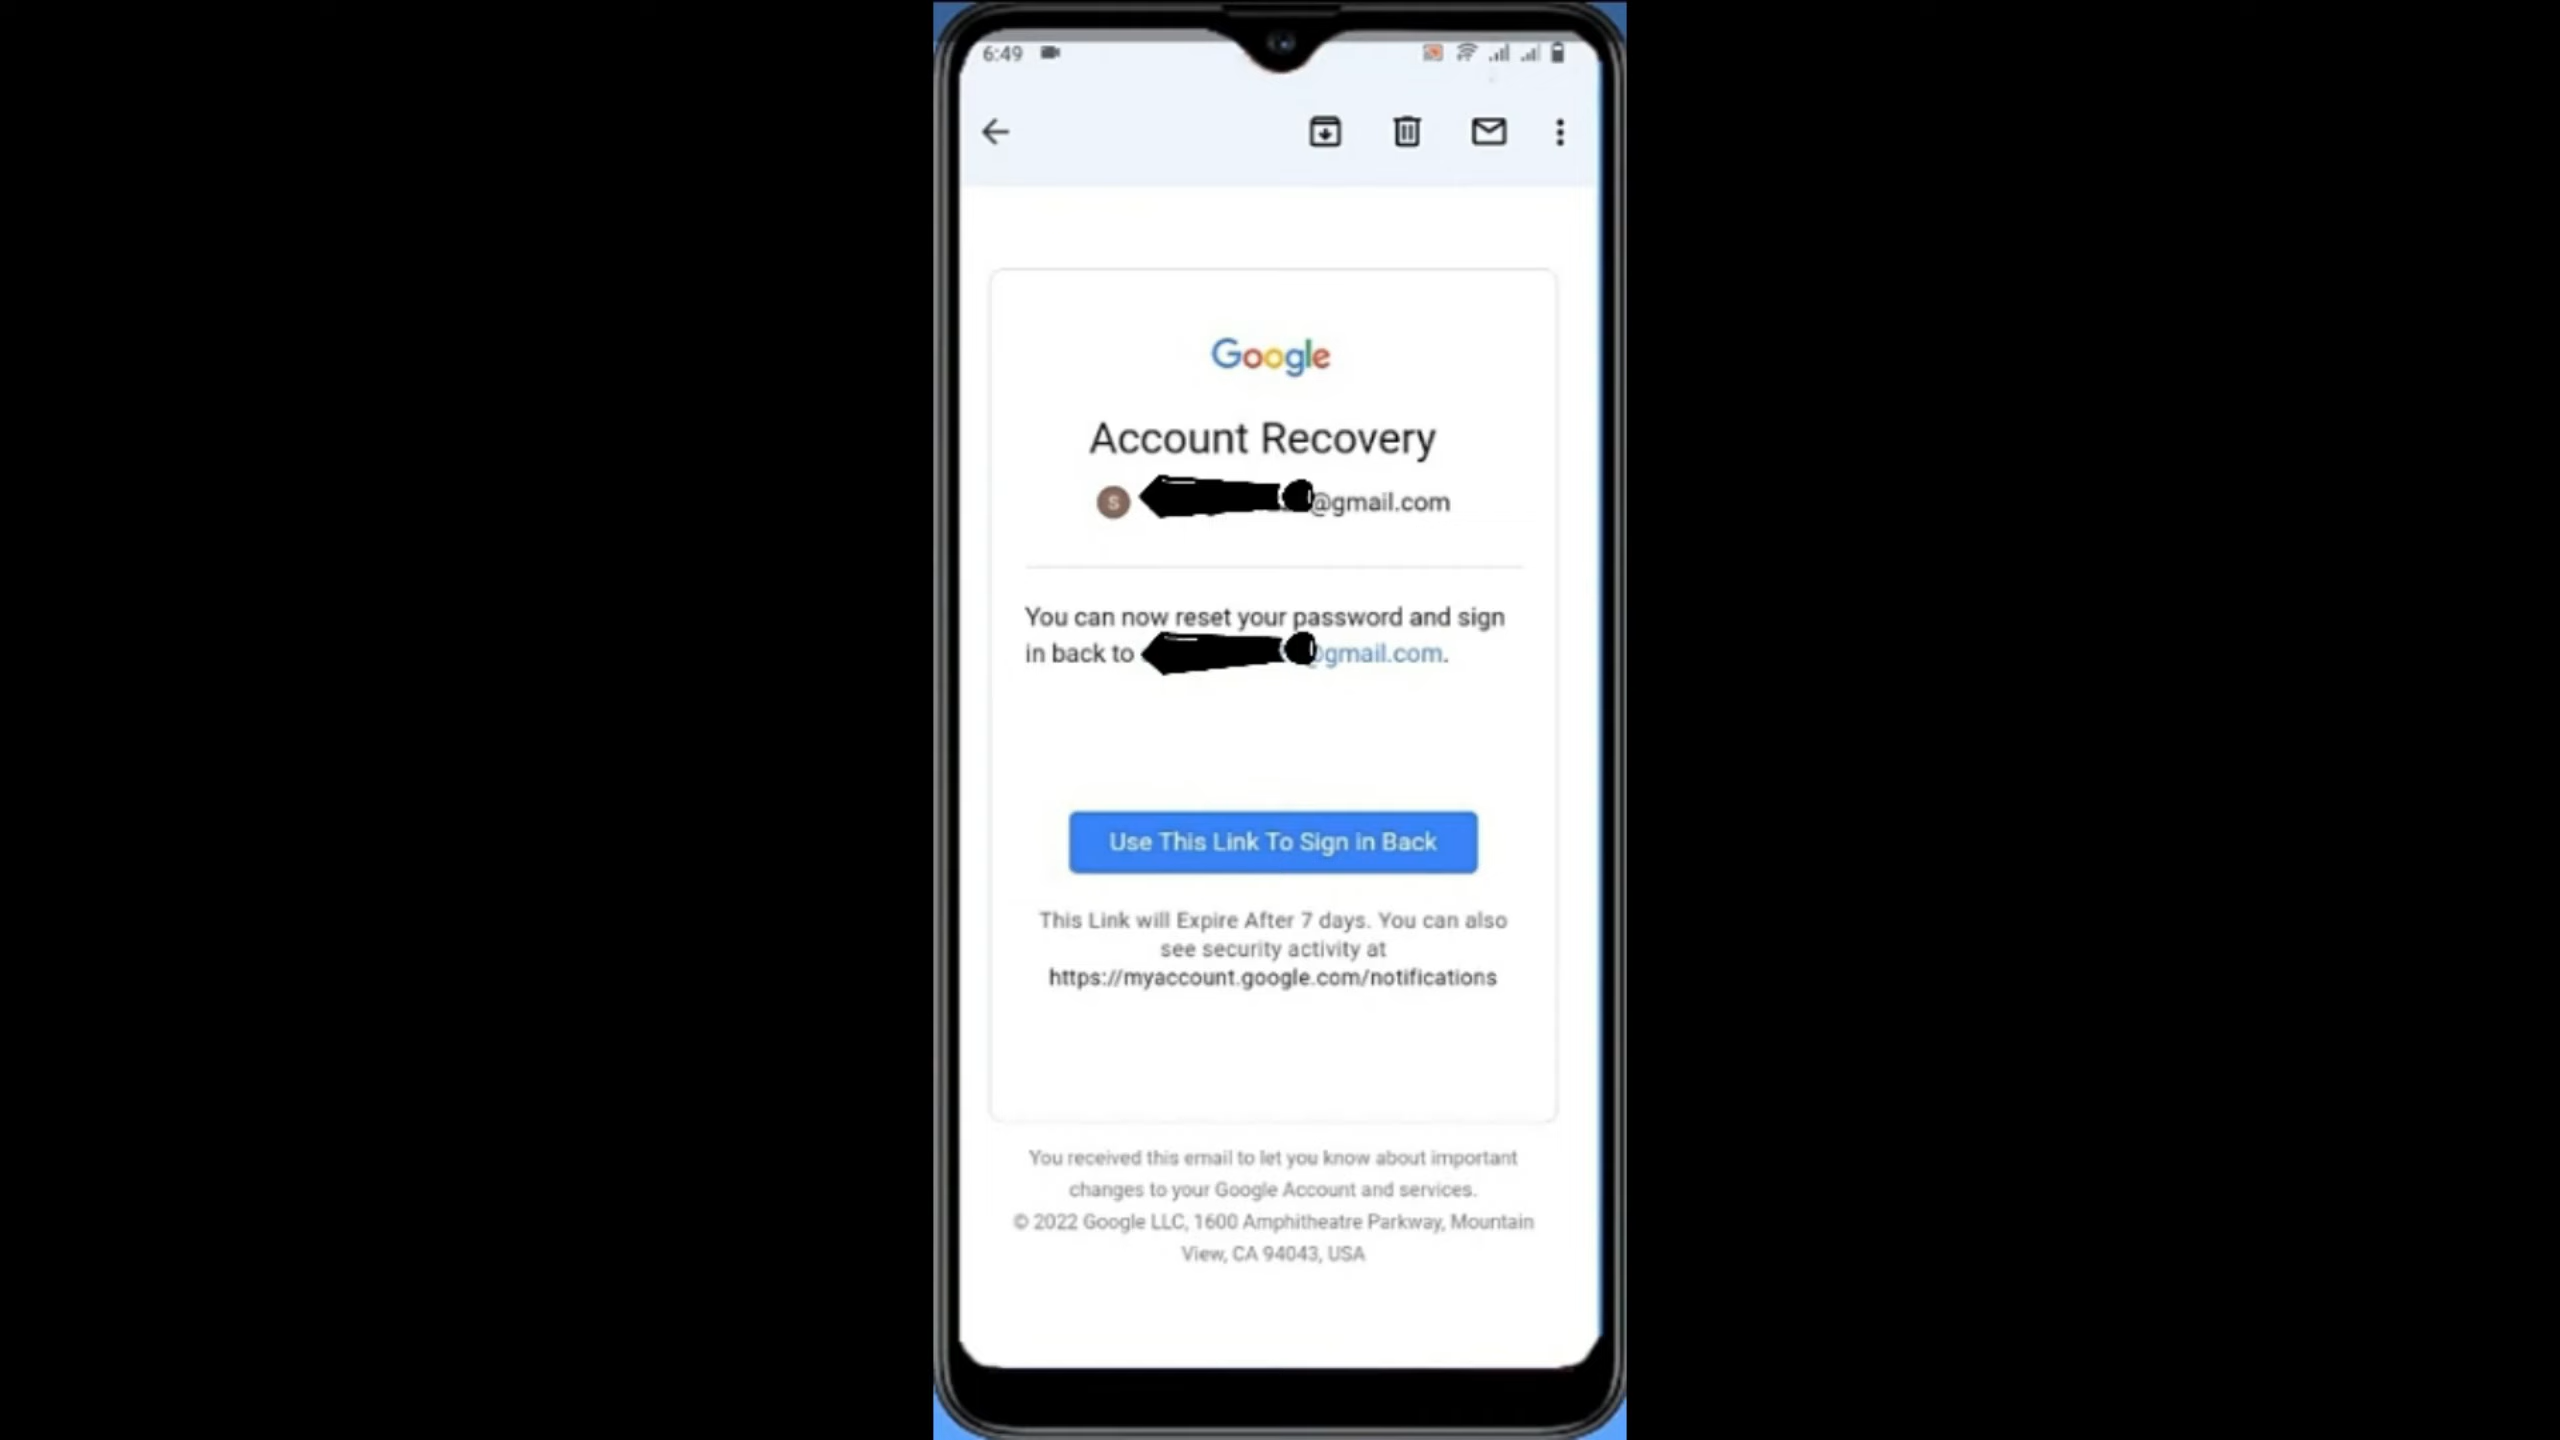 6:49
Google
Account Recovery
S @gmail.com
You can now reset your password and sign
in back to @gmail.com.
Use This Link To Sign in Back
This Link will Expire After 7 days. You can also
see security activity at
https://myaccount.google.com/notifications
You received this email to let you know about important
changes to your Google Account and services.
© 2022 Google LLC, 1600 Amphitheatre Parkway, Mountain
View, CA 94043, USA